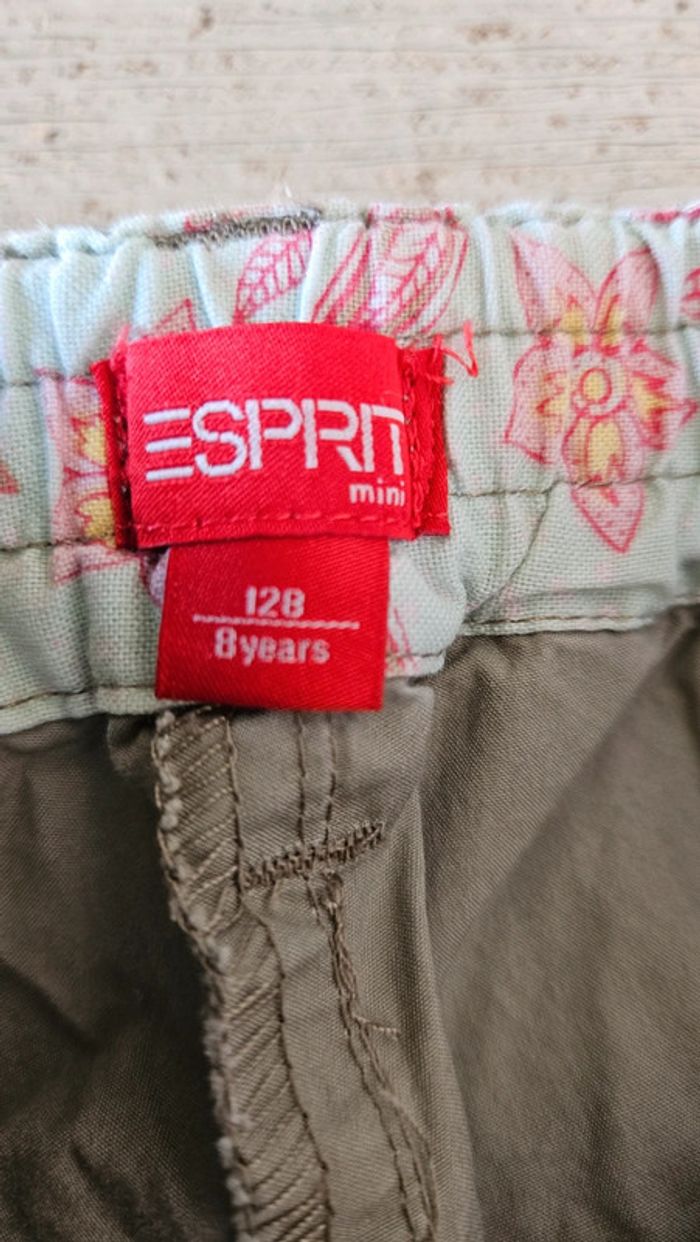 ESPRIT
mini
128
8years